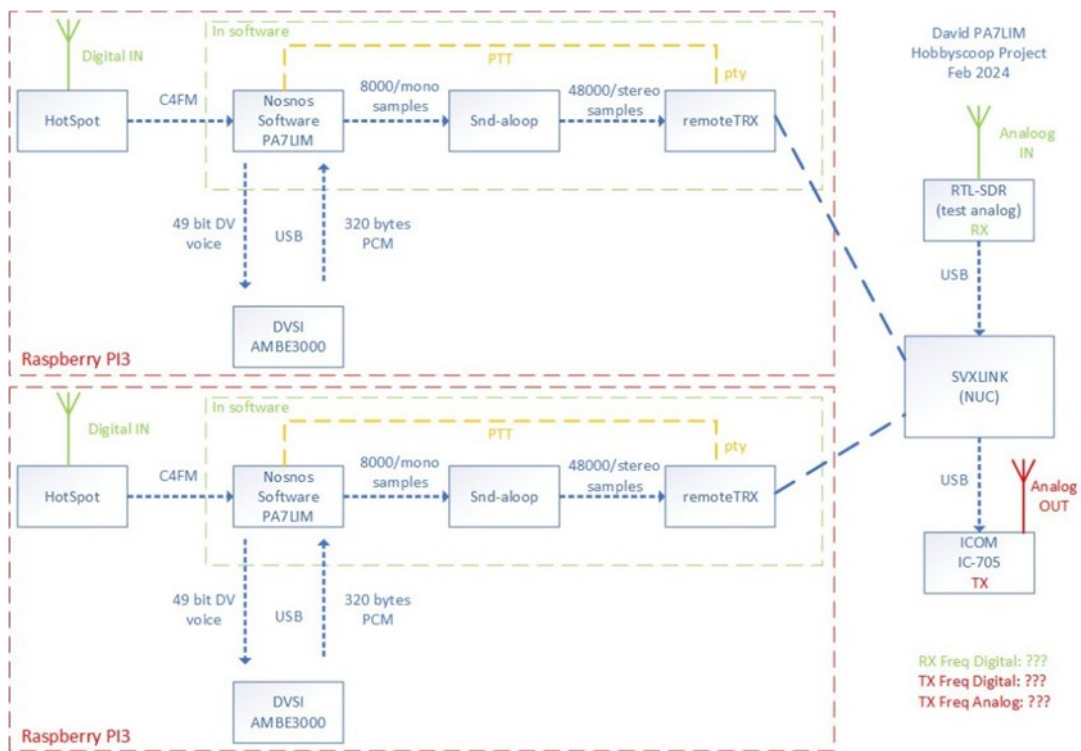 In software
Digital IN
PTT
pty
C4FM
8000/mono
samples
48000/stereo
samples
HotSpot
Nosnos
Software
PA7LIM
Snd-aloop
remoteTRX
49 bit DV
voice
USB
320 bytes
PCM
DVSI
AMBE3000
Raspberry PI3
In software
Digital IN
PTT
pty
C4FM
8000/mono
samples
48000/stereo
samples
HotSpot
Nosnos
Software
PA7LIM
Snd-aloop
remoteTRX
49 bit DV
voice
USB
320 bytes
PCM
DVSI
AMBE3000
Raspberry PI3
David PA7LIM
Hobbyscoop Project
Feb 2024
Analoog
IN
RTL-SDR
(test analog)
RX
USB
SVXLINK
(NUC)
USB
Analog
OUT
ICOM
IC-705
TX
RX Freq Digital: ???
TX Freq Digital: ???
TX Freq Analog: ???